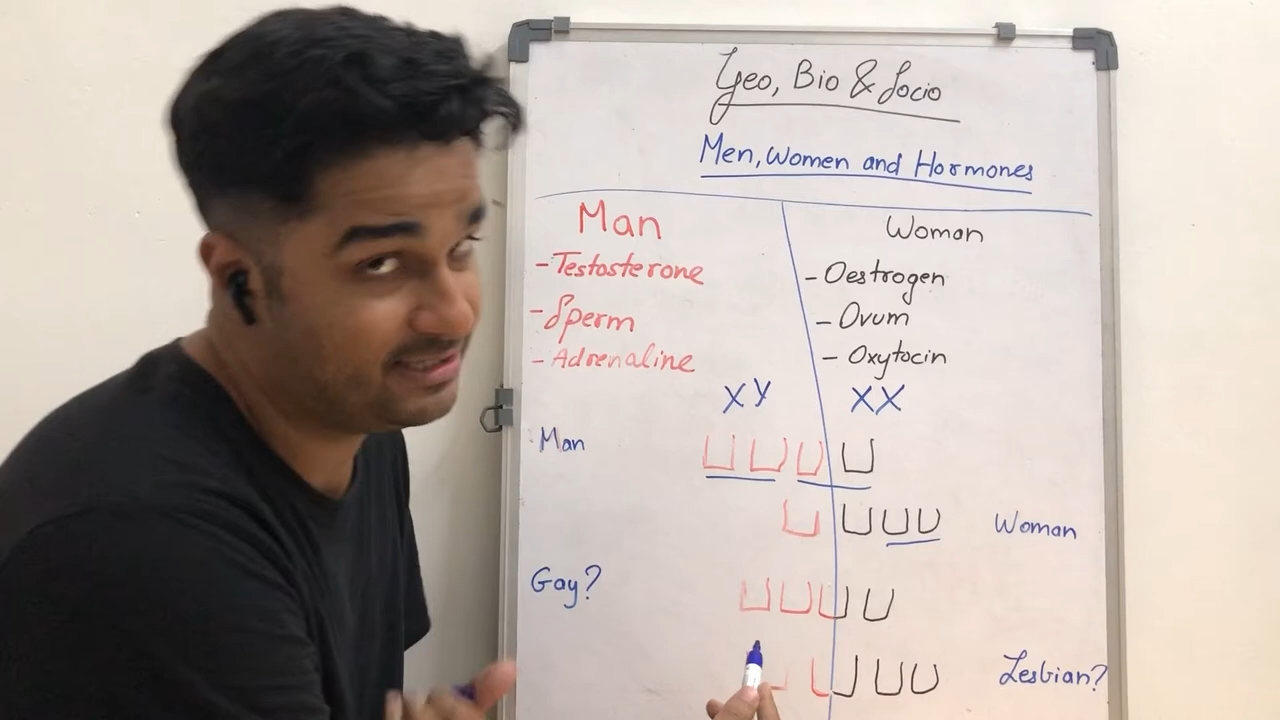 Geo, Bio & Socio
Men, Women and Hormones
Man
Woman
- Testosterone
- Oestrogen
- Sperm
- Ovum
- Adrenaline
- Oxytocin
XY
XX
Man
Woman
Gay?
Lesbian?